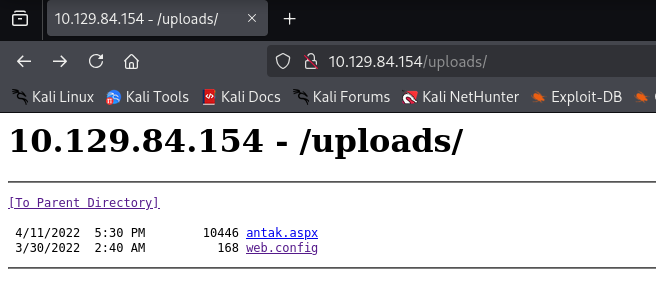 10.129.84.154 - /uploads/
10.129.84.154/uploads/
Kali Linux Kali Tools Kali Docs Kali Forums Kali NetHunter Exploit-DB
10.129.84.154 - /uploads/
[To Parent Directory]
4/11/2022 5:30 PM 10446 antak.aspx
3/30/2022 2:40 AM 168 web.config